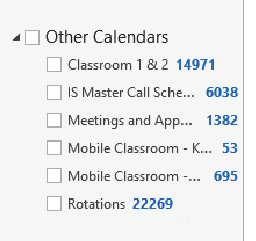 Other Calendars
Classroom 1 & 2 14971
IS Master Call Sche... 6038
Meetings and App... 1382
Mobile Classroom - K... 53
Mobile Classroom -... 695
Rotations 22269